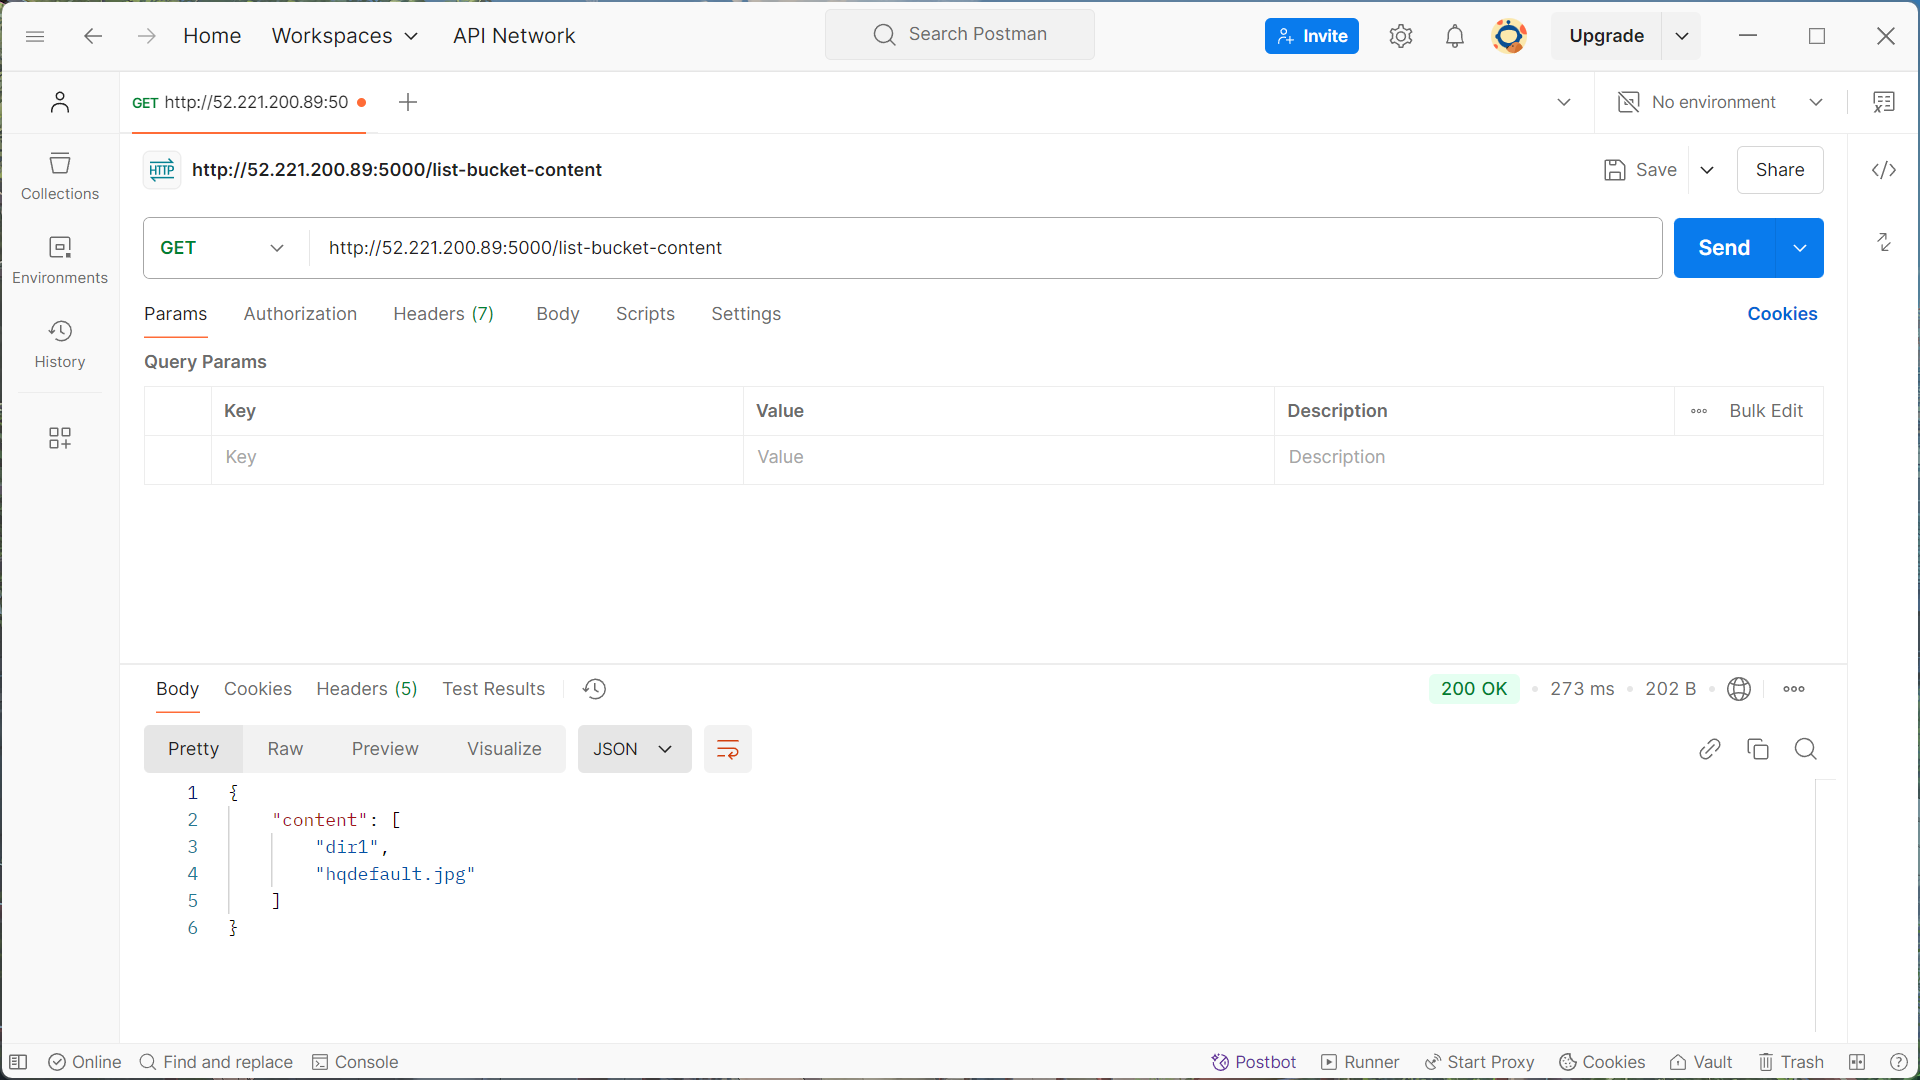 Home Workspaces API Network Search Postman Invite Upgrade
GET http://52.221.200.89:50 No environment
HTTP http://52.221.200.89:5000/list-bucket-content Save Share
Collections
GET http://52.221.200.89:5000/list-bucket-content Send
Environments
Params Authorization Headers (7) Body Scripts Settings Cookies
History
Query Params
Key Value Description Bulk Edit
Key Value Description
Body Cookies Headers (5) Test Results 200 OK 273 ms 202 B
Pretty Raw Preview Visualize JSON
1 {
2 "content": [
3 "dir1",
4 "hqdefault.jpg"
5 ]
6 }
Online Find and replace Console Postbot Runner Start Proxy Cookies Vault Trash